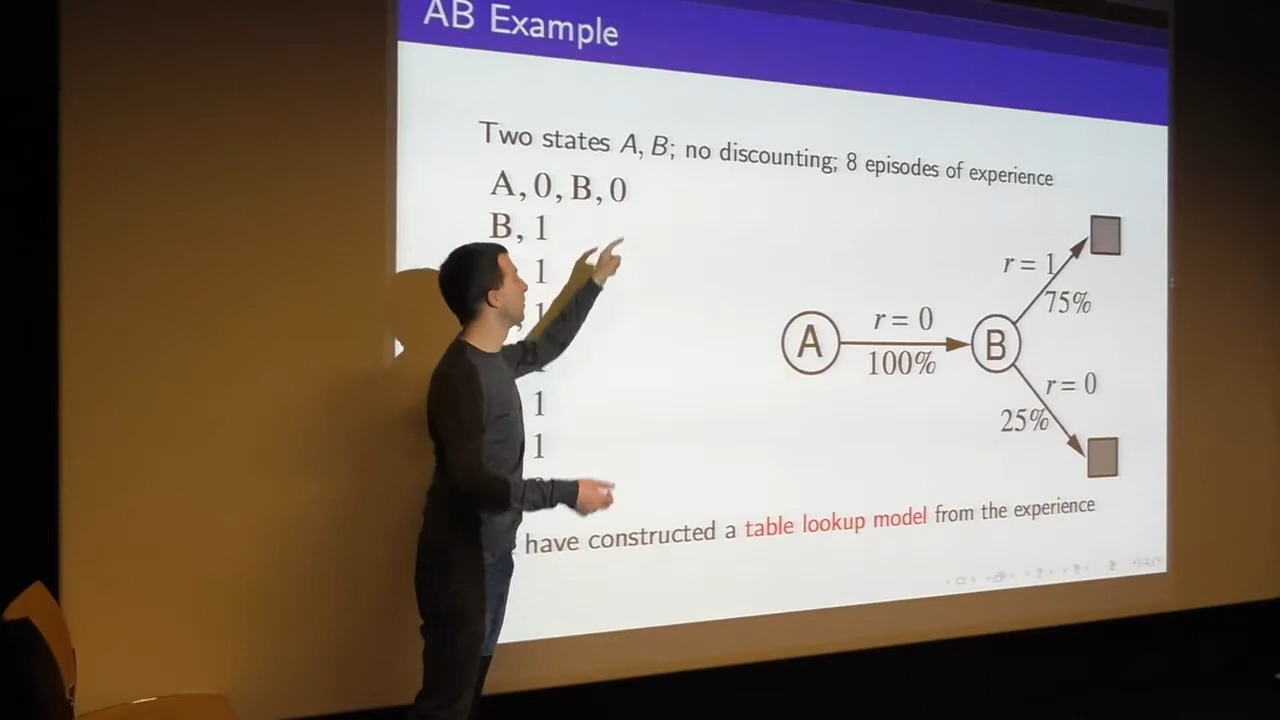 AB Example
Two states A, B; no discounting; 8 episodes of experience
A, 0, B, 0
B, 1
1
1
1
1
r = 1
75%
A
r = 0
100%
B
r = 0
25%
have constructed a table lookup model from the experience